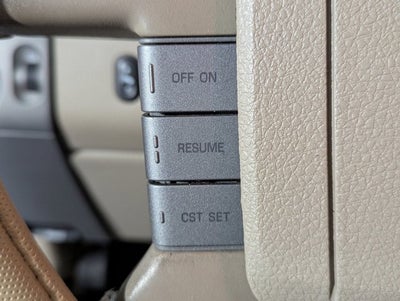 OFF ON
RESUME
CST SET